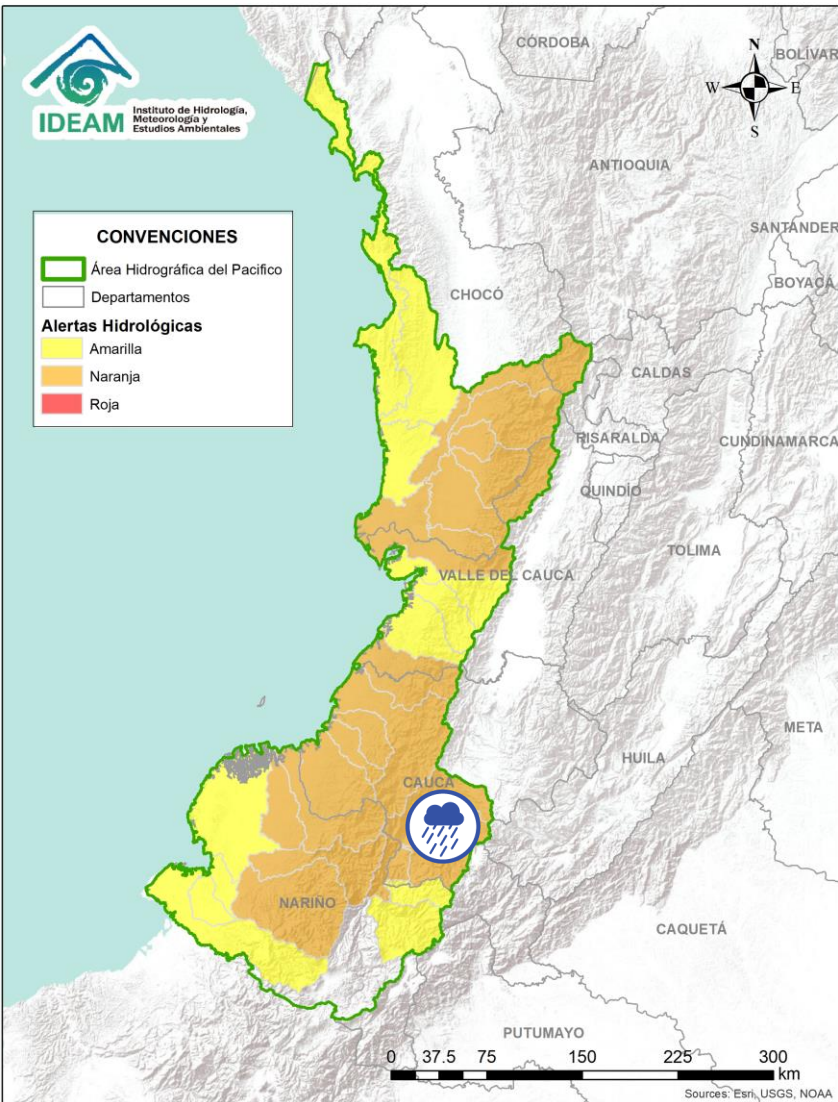 IDEAM
Instituto de Hidrología,
Meteorología y
Estudios Ambientales
N
W
E
S
CONVENCIONES
Área Hidrográfica del Pacifico
Departamentos
Alertas Hidrológicas
Amarilla
Naranja
Roja
CÓRDOBA
BOLÍVAR
ANTIOQUIA
SANTANDER
BOYACÁ
CHOCÓ
CALDAS
RISARALDA
CUNDINAMARCA
QUINDÍO
TOLIMA
VALLE DEL CAUCA
META
HUILA
CAUCA
NARIÑO
CAQUETÁ
PUTUMAYO
0 37.5 75 150 225 300
km
Sources: Esri, USGS, NOAA